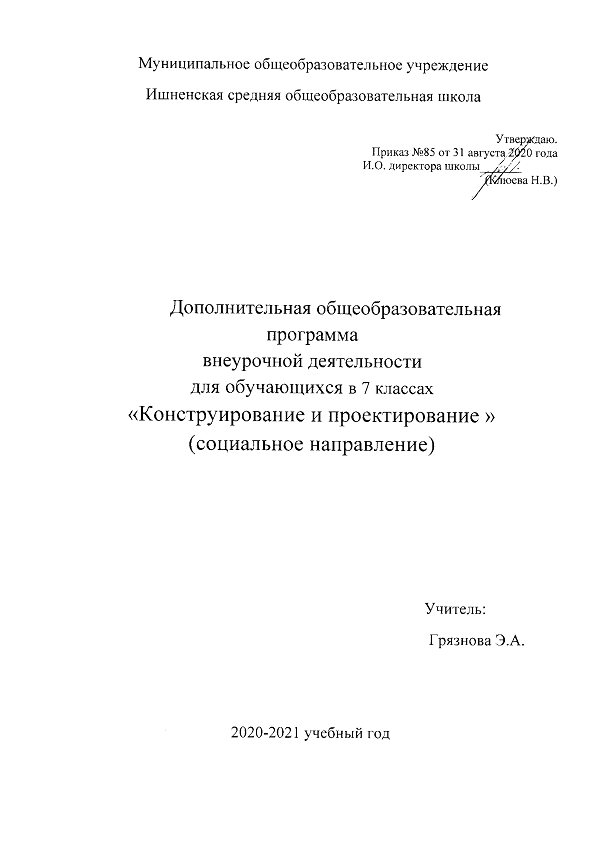 Муниципальное общеобразовательное учреждение
Ишненская средняя общеобразовательная школа
Утверждаю.
Приказ №85 от 31 августа 2020 года
И.О. директора школы
(Клюева Н.В.)
Дополнительная общеобразовательная
программа
внеурочной деятельности
для обучающихся в 7 классах
«Конструирование и проектирование »
(социальное направление)
Учитель:
Грязнова Э.А.
2020-2021 учебный год